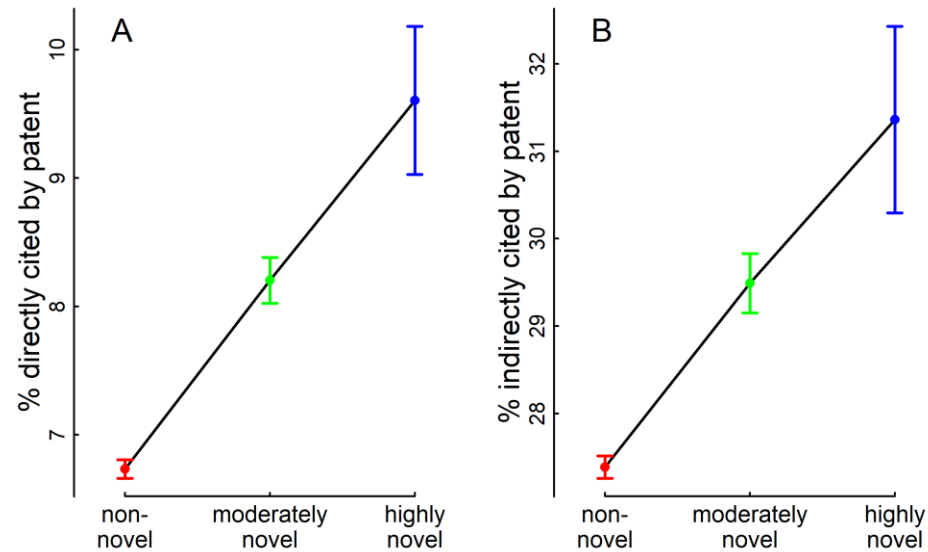 A
% directly cited by patent
10
9
8
7
non-
novel
moderately
novel
highly
novel
B
% indirectly cited by patent
32
31
30
29
28
non-
novel
moderately
novel
highly
novel